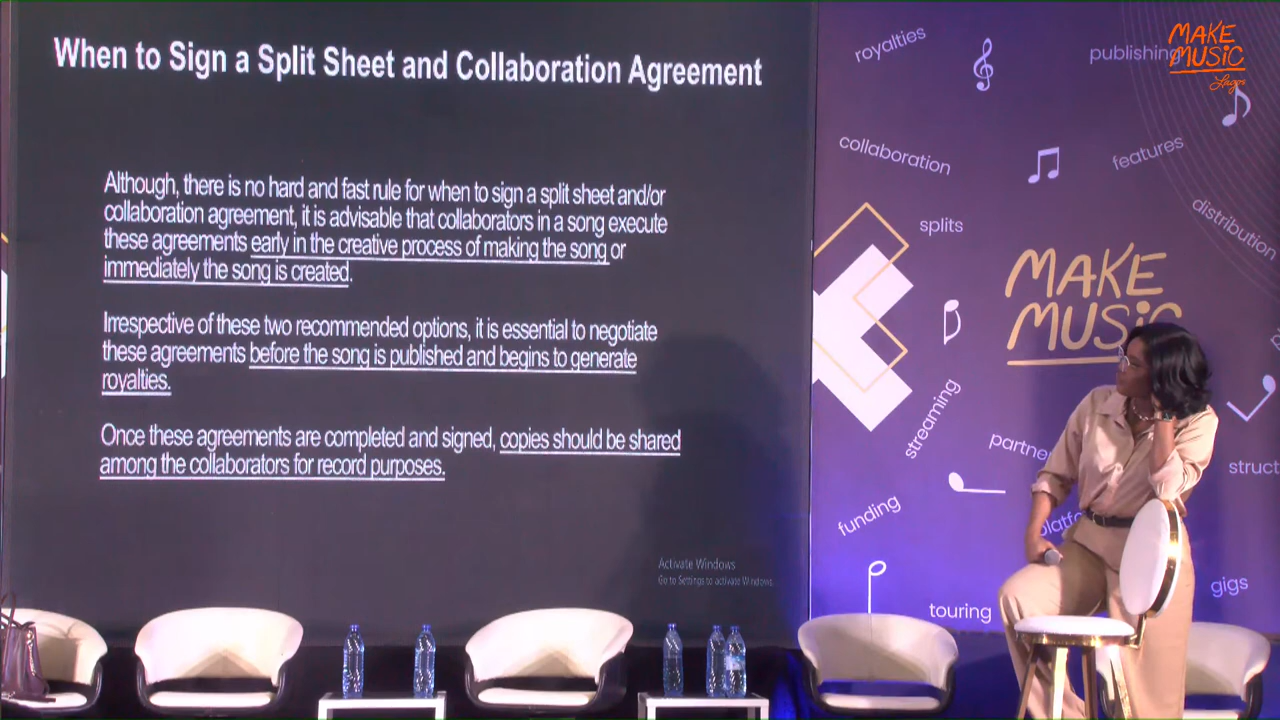 When to Sign a Split Sheet and Collaboration Agreement
Although, there is no hard and fast rule for when to sign a split sheet and/or
collaboration agreement, it is advisable that collaborators in a song execute
these agreements early in the creative process of making the song or
immediately the song is created.
Irrespective of these two recommended options, it is essential to negotiate
these agreements before the song is published and begins to generate
royalties.
Once these agreements are completed and signed, copies should be shared
among the collaborators for record purposes.
Activate Windows
Go to Settings to activate Windows.
royalties
publishing
MAKE
MUSIC
Lagos
collaboration
features
splits
distribution
MAKE
MUSIC
streaming
partne
struct
funding
platfo
gigs
touring